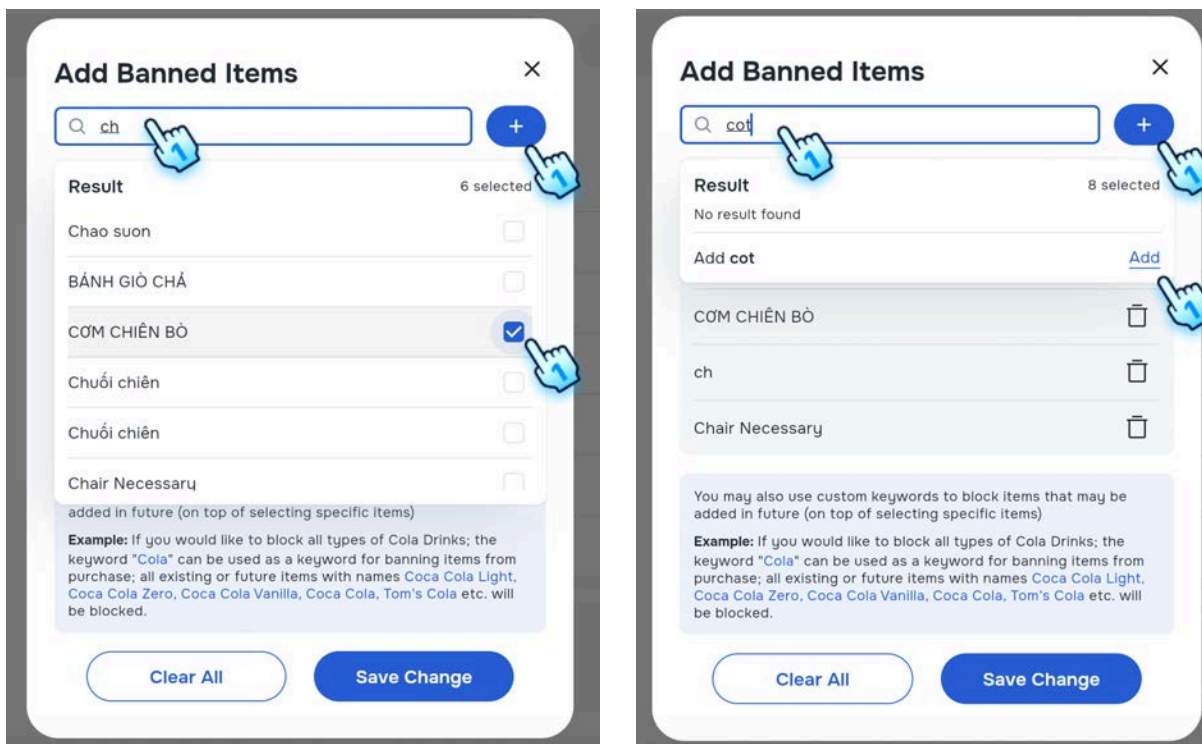 Add Banned Items
ch
+
1
1
Result
6 selected
Chao suon
BÁNH GIÒ CHẢ
CƠM CHIÊN BÒ
1
Chuối chiên
Chuối chiên
Chair Necessary
added in future (on top of selecting specific items)
Example: If you would like to block all types of Cola Drinks; the
keyword "Cola" can be used as a keyword for banning items from
purchase; all existing or future items with names Coca Cola Light,
Coca Cola Zero, Coca Cola Vanilla, Coca Cola, Tom's Cola etc. will
be blocked.
Clear All
Save Change
Add Banned Items
cot
+
1
1
Result
8 selected
No result found
Add cot
Add
1
CƠM CHIÊN BÒ
ch
Chair Necessary
You may also use custom keywords to block items that may be
added in future (on top of selecting specific items)
Example: If you would like to block all types of Cola Drinks; the
keyword "Cola" can be used as a keyword for banning items from
purchase; all existing or future items with names Coca Cola Light,
Coca Cola Zero, Coca Cola Vanilla, Coca Cola, Tom's Cola etc. will
be blocked.
Clear All
Save Change